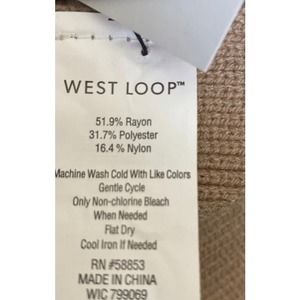 WEST LOOP™
51.9% Rayon
31.7% Polyester
16.4% Nylon
Machine Wash Cold With Like Colors
Gentle Cycle
Only Non-chlorine Bleach
When Needed
Flat Dry
Cool Iron If Needed
RN #58853
MADE IN CHINA
WIC 799069